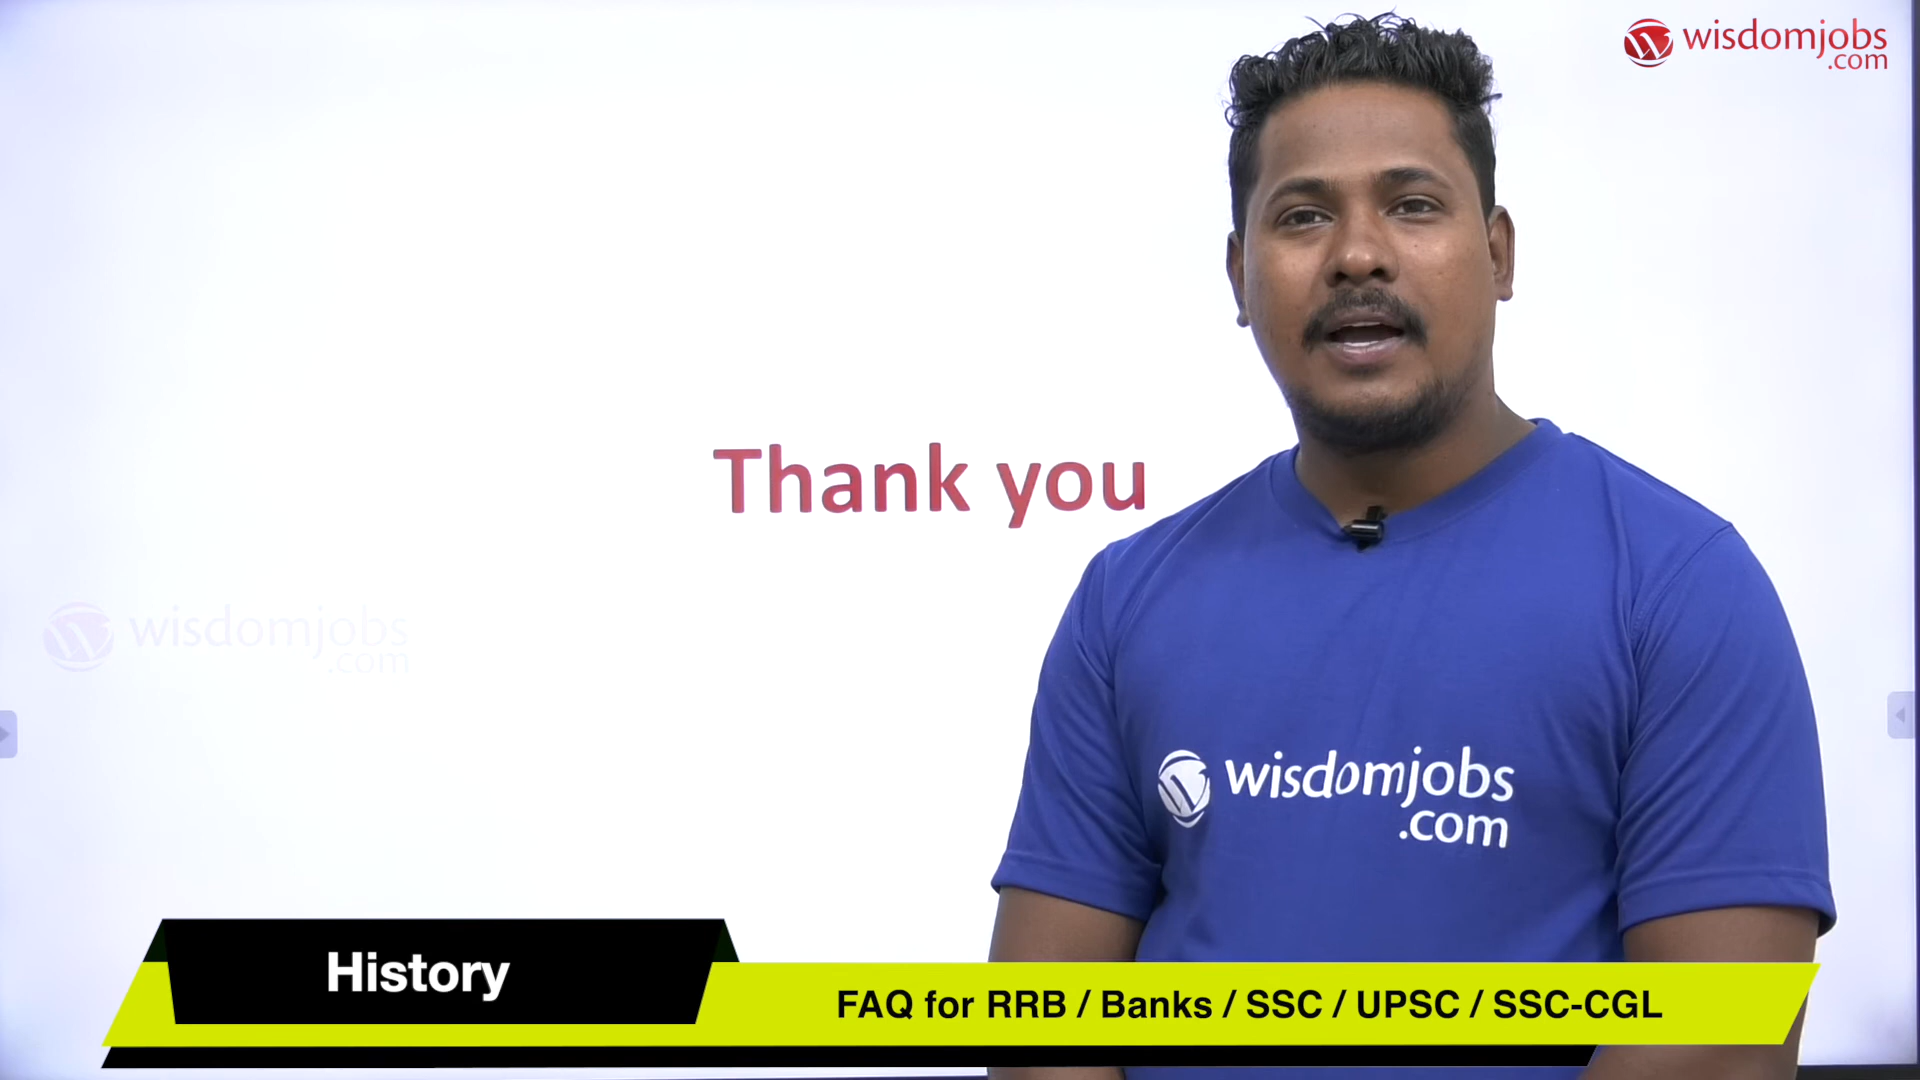 wisdomjobs
.com
Thank you
wisdomjobs
.com
wisdomjobs
.com
History
FAQ for RRB / Banks / SSC / UPSC / SSC-CGL